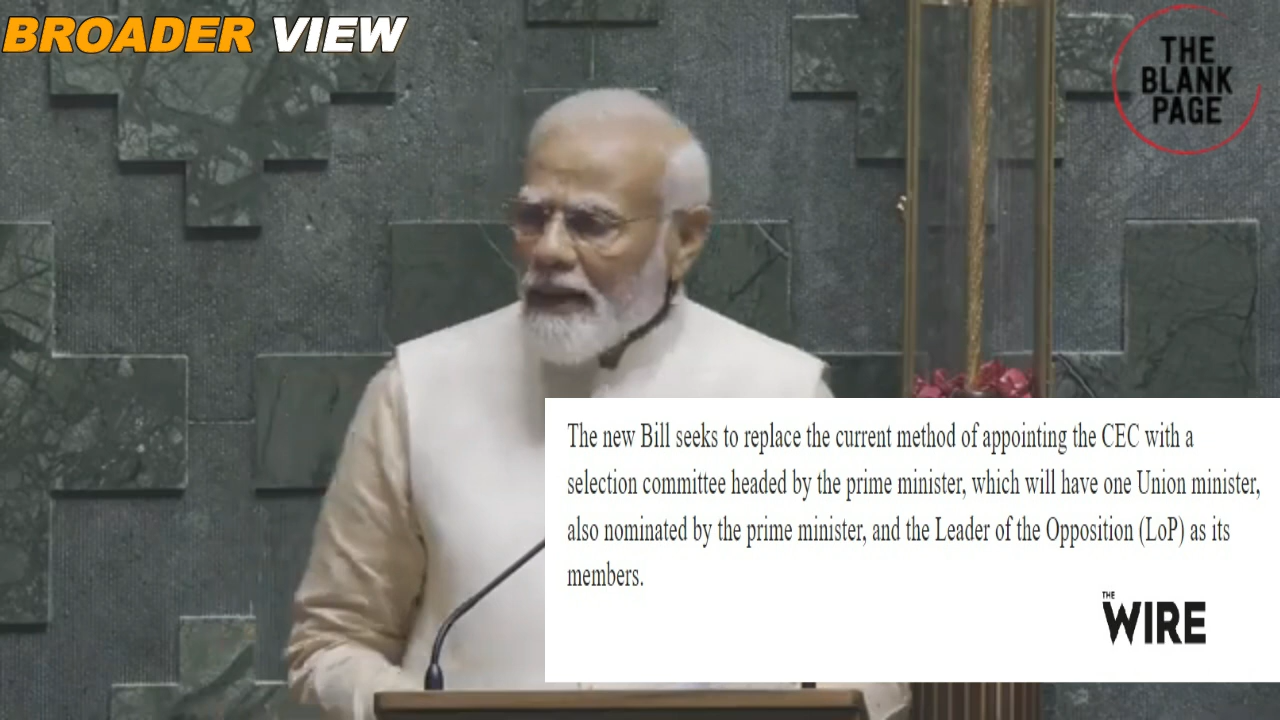 BROADER VIEW
THE
BLANK
PAGE
The new Bill seeks to replace the current method of appointing the CEC with a
selection committee headed by the prime minister, which will have one Union minister,
also nominated by the prime minister, and the Leader of the Opposition (LoP) as its
members.
THE
WIRE